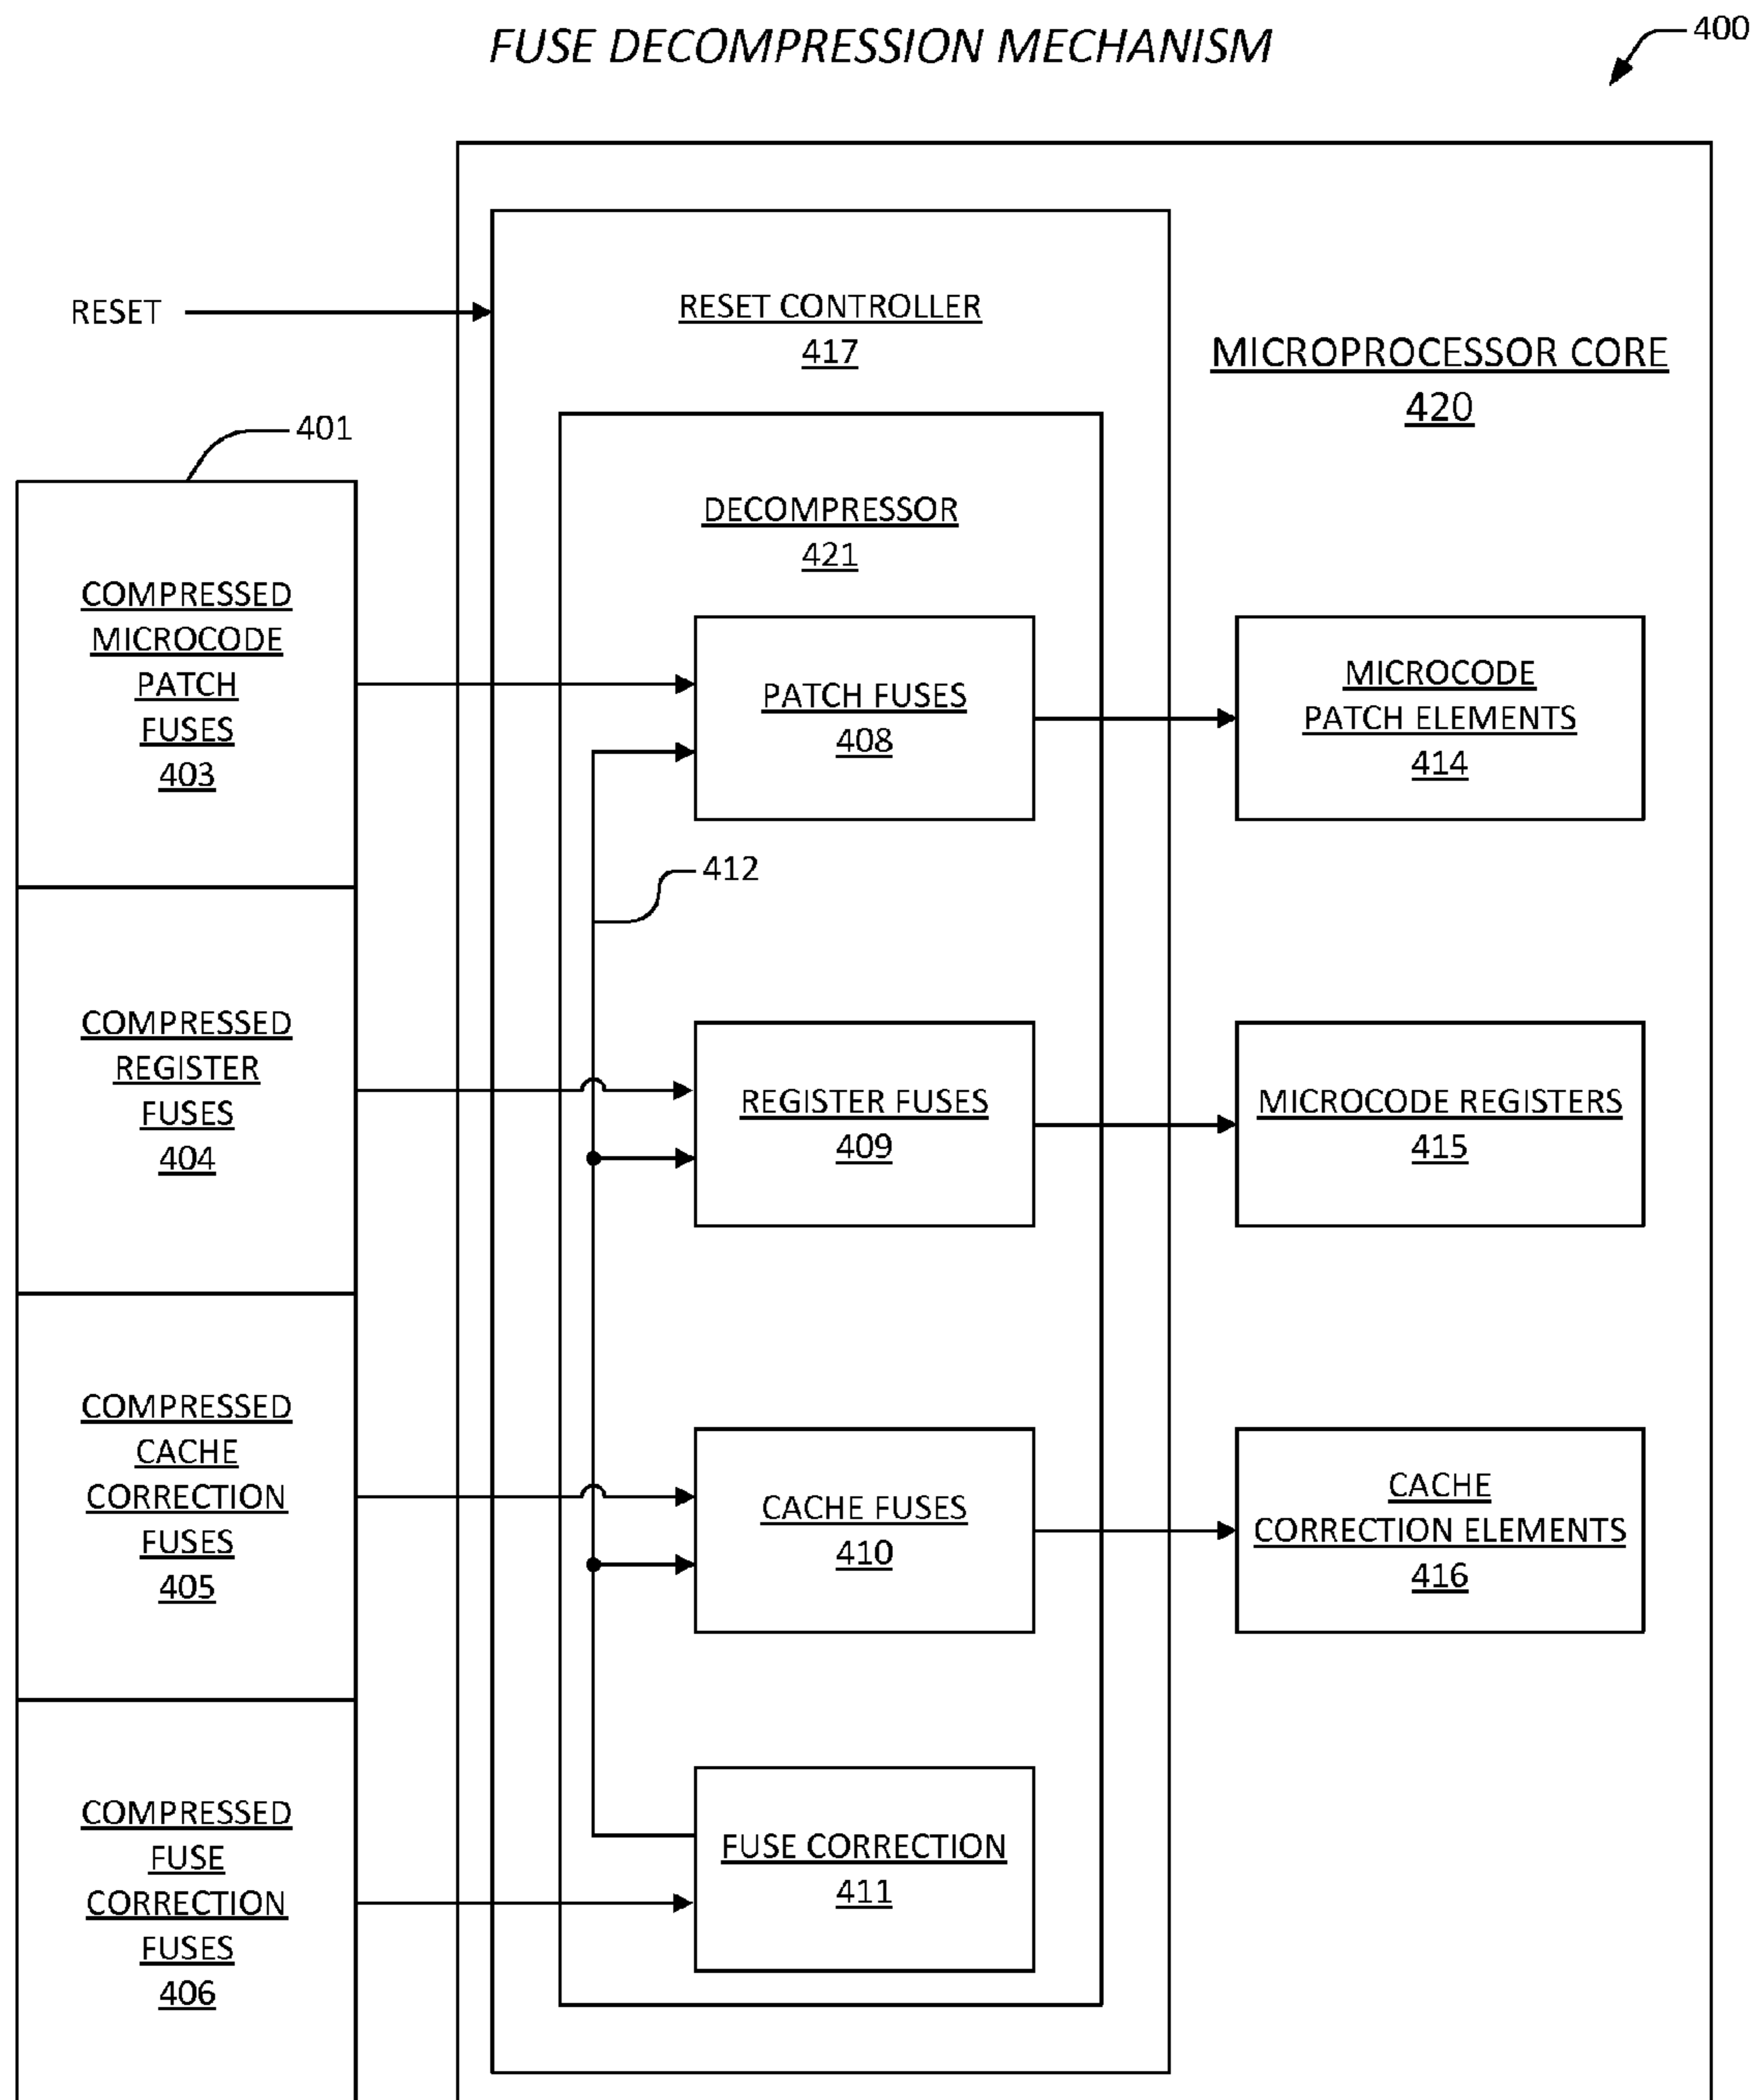 FUSE DECOMPRESSION MECHANISM
400
RESET
RESET CONTROLLER
417
MICROPROCESSOR CORE
420
401
DECOMPRESSOR
421
COMPRESSED
MICROCODE
PATCH
FUSES
403
PATCH FUSES
408
MICROCODE
PATCH ELEMENTS
414
412
COMPRESSED
REGISTER
FUSES
404
REGISTER FUSES
409
MICROCODE REGISTERS
415
COMPRESSED
CACHE
CORRECTION
FUSES
405
CACHE FUSES
410
CACHE
CORRECTION ELEMENTS
416
COMPRESSED
FUSE
CORRECTION
FUSES
406
FUSE CORRECTION
411